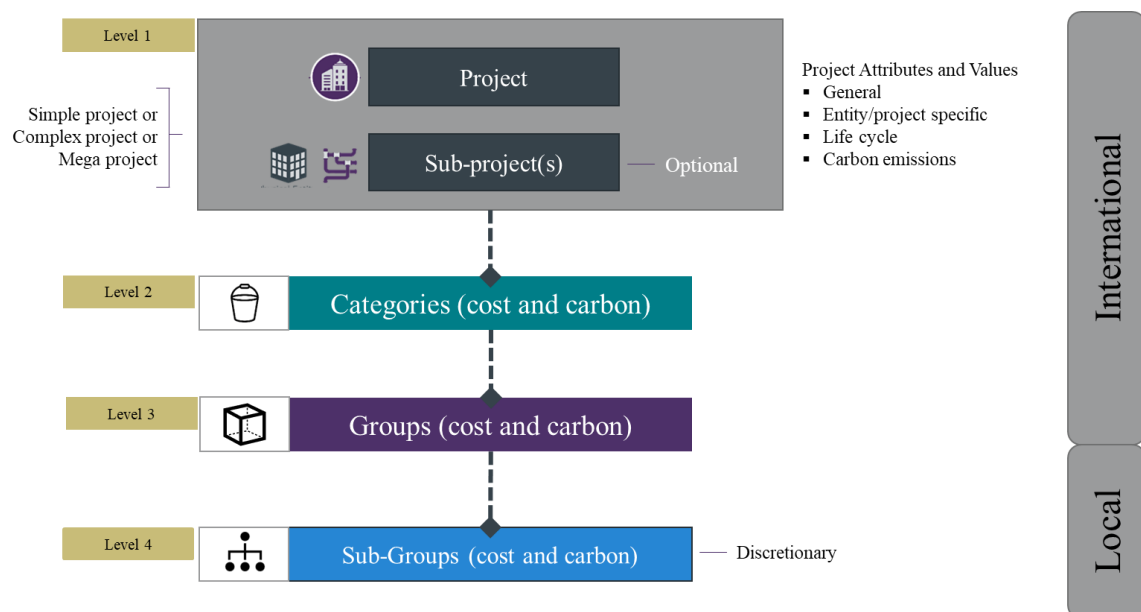 Level 1
Project
Simple project or
Complex project or
Mega project
Sub-project(s)
Optional
Project Attributes and Values
▪ General
▪ Entity/project specific
▪ Life cycle
▪ Carbon emissions
International
Level 2
Categories (cost and carbon)
Level 3
Groups (cost and carbon)
Level 4
Sub-Groups (cost and carbon)
Discretionary
Local